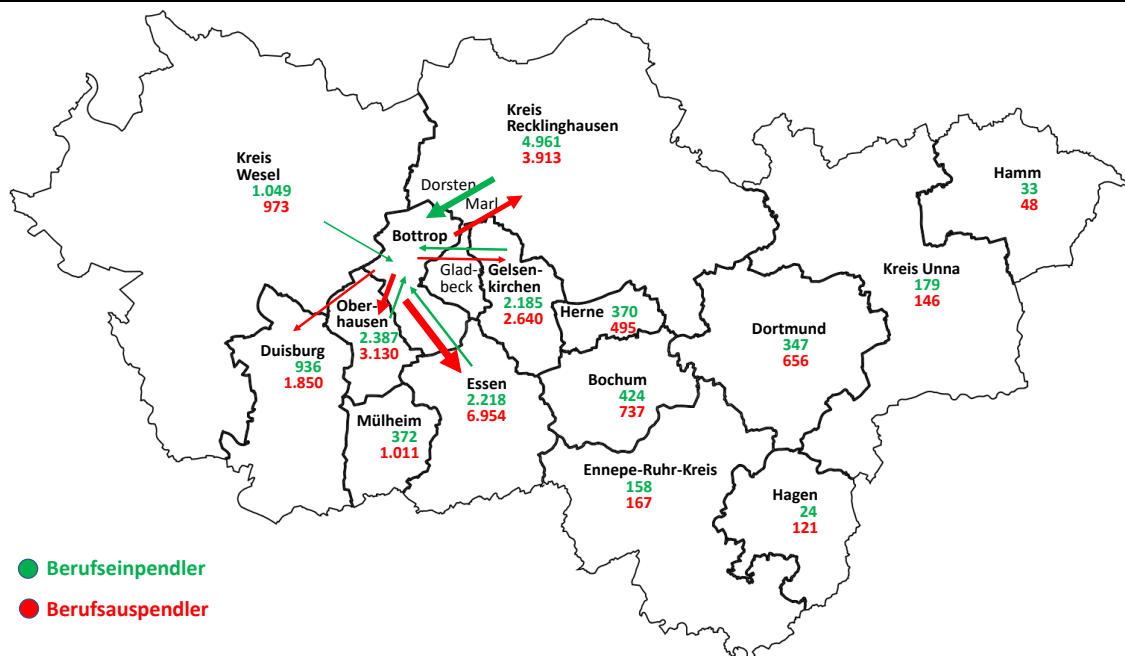 Kreis
Recklinghausen
4.961
3.913
Kreis
Wesel
1.049
973
Hamm
33
48
Dorsten
Marl
Bottrop
Glad-
beck
Gelsen-
kirchen
2.185
2.640
Kreis Unna
179
146
Ober-
hausen
2.387
3.130
Herne 370
495
Dortmund
347
656
Duisburg
936
1.850
Essen
2.218
6.954
Bochum
424
737
Mülheim
372
1.011
Ennepe-Ruhr-Kreis
158
167
Hagen
24
121
Berufseinpendler
Berufsauspendler